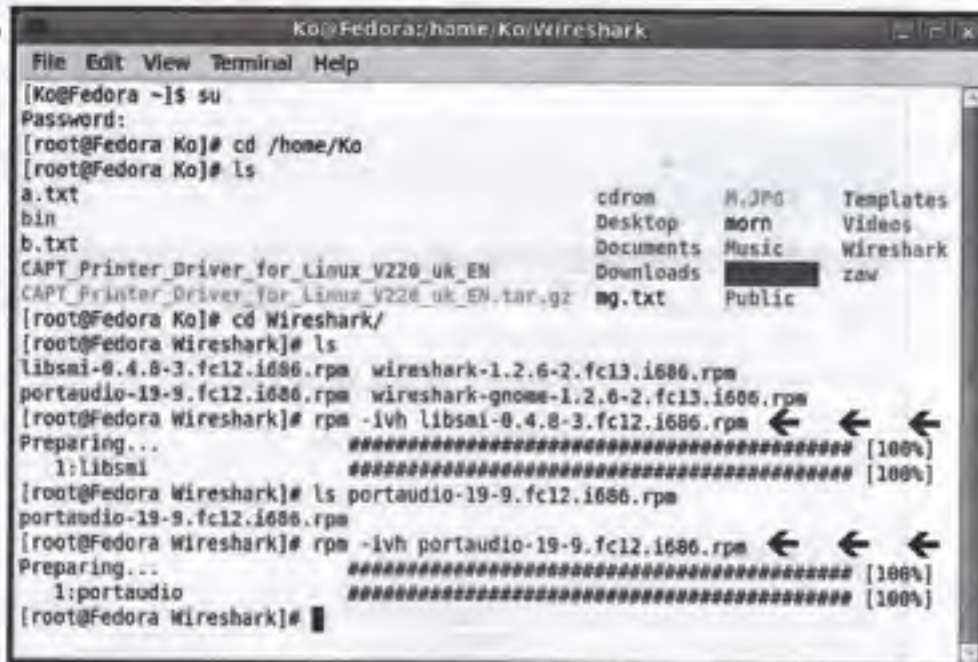 Ko@Fedora:/home/Ko/Wireshark
File Edit View Terminal Help
[Ko@Fedora ~]$ su
Password:
[root@Fedora Ko]# cd /home/Ko
[root@Fedora Ko]# ls
a.txt cdrom M.JPG Templates
bin Desktop morn Videos
b.txt Documents Music Wireshark
CAPT_Printer_Driver_for_Linux_V220_uk_EN Downloads zaw
CAPT_Printer_Driver_for_Linux_V220_uk_EN.tar.gz mg.txt Public
[root@Fedora Ko]# cd Wireshark/
[root@Fedora Wireshark]# ls
libsmi-0.4.8-3.fc12.i686.rpm wireshark-1.2.6-2.fc13.i686.rpm
portaudio-19-9.fc12.i686.rpm wireshark-gnome-1.2.6-2.fc13.i686.rpm
[root@Fedora Wireshark]# rpm -ivh libsmi-0.4.8-3.fc12.i686.rpm ← ← ←
Preparing... ########################################### [100%]
1:libsmi ########################################### [100%]
[root@Fedora Wireshark]# ls portaudio-19-9.fc12.i686.rpm
portaudio-19-9.fc12.i686.rpm
[root@Fedora Wireshark]# rpm -ivh portaudio-19-9.fc12.i686.rpm ← ← ←
Preparing... ########################################### [100%]
1:portaudio ########################################### [100%]
[root@Fedora Wireshark]#